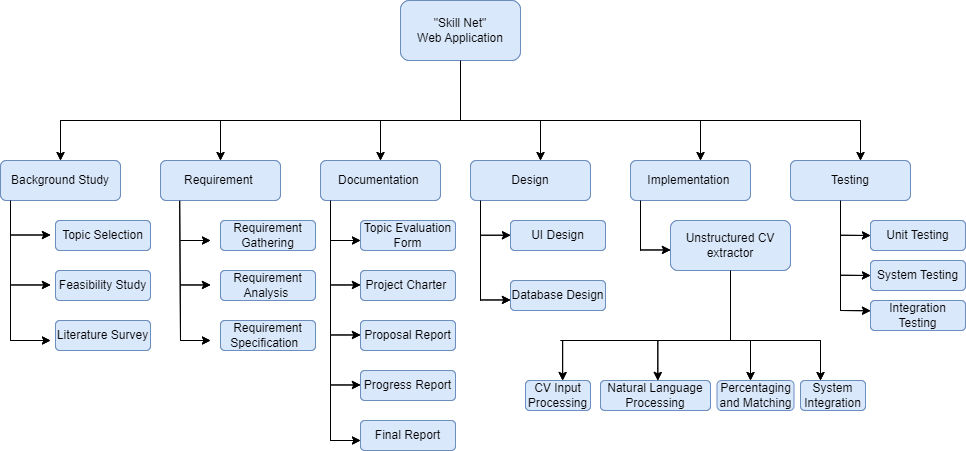 "Skill Net"
Web Application
Background Study
Requirement
Documentation
Design
Implementation
Testing
Topic Selection
Feasibility Study
Literature Survey
Requirement
Gathering
Requirement
Analysis
Requirement
Specification
Topic Evaluation
Form
Project Charter
Proposal Report
Progress Report
Final Report
UI Design
Database Design
Unstructured CV
extractor
CV Input
Processing
Natural Language
Processing
Percentaging
and Matching
System
Integration
Unit Testing
System Testing
Integration
Testing